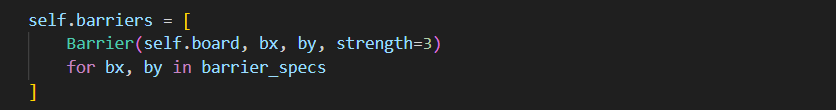 self.barriers = [
    Barrier(self.board, bx, by, strength=3)
    for bx, by in barrier_specs
]